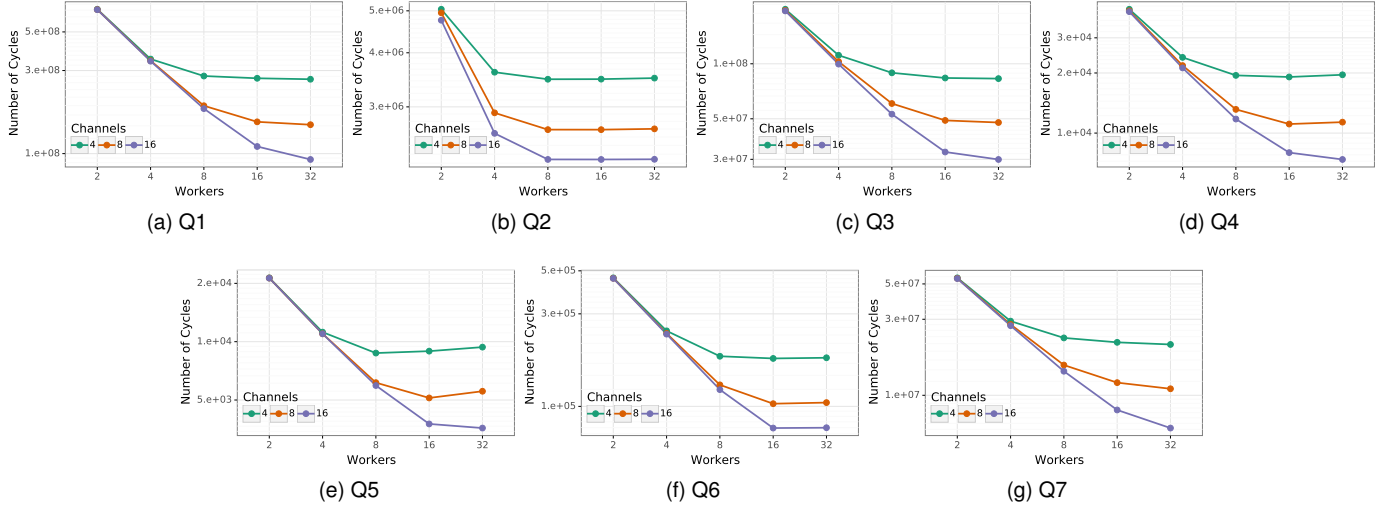 Number of Cycles
5.e+08
3.e+08
1.e+08
Channels
4 8 16
2 4 8 16 32
Workers
(a) Q1
Number of Cycles
5.e+06
4.e+06
3.e+06
Channels
4 8 16
2 4 8 16 32
Workers
(b) Q2
Number of Cycles
1.e+08
5.e+07
3.e+07
Channels
4 8 16
2 4 8 16 32
Workers
(c) Q3
Number of Cycles
3.e+04
2.e+04
1.e+04
Channels
4 8 16
2 4 8 16 32
Workers
(d) Q4
Number of Cycles
2.e+04
1.e+04
5.e+03
Channels
4 8 16
2 4 8 16 32
Workers
(e) Q5
Number of Cycles
5.e+05
3.e+05
1.e+05
Channels
4 8 16
2 4 8 16 32
Workers
(f) Q6
Number of Cycles
5.e+07
3.e+07
1.e+07
Channels
4 8 16
2 4 8 16 32
Workers
(g) Q7